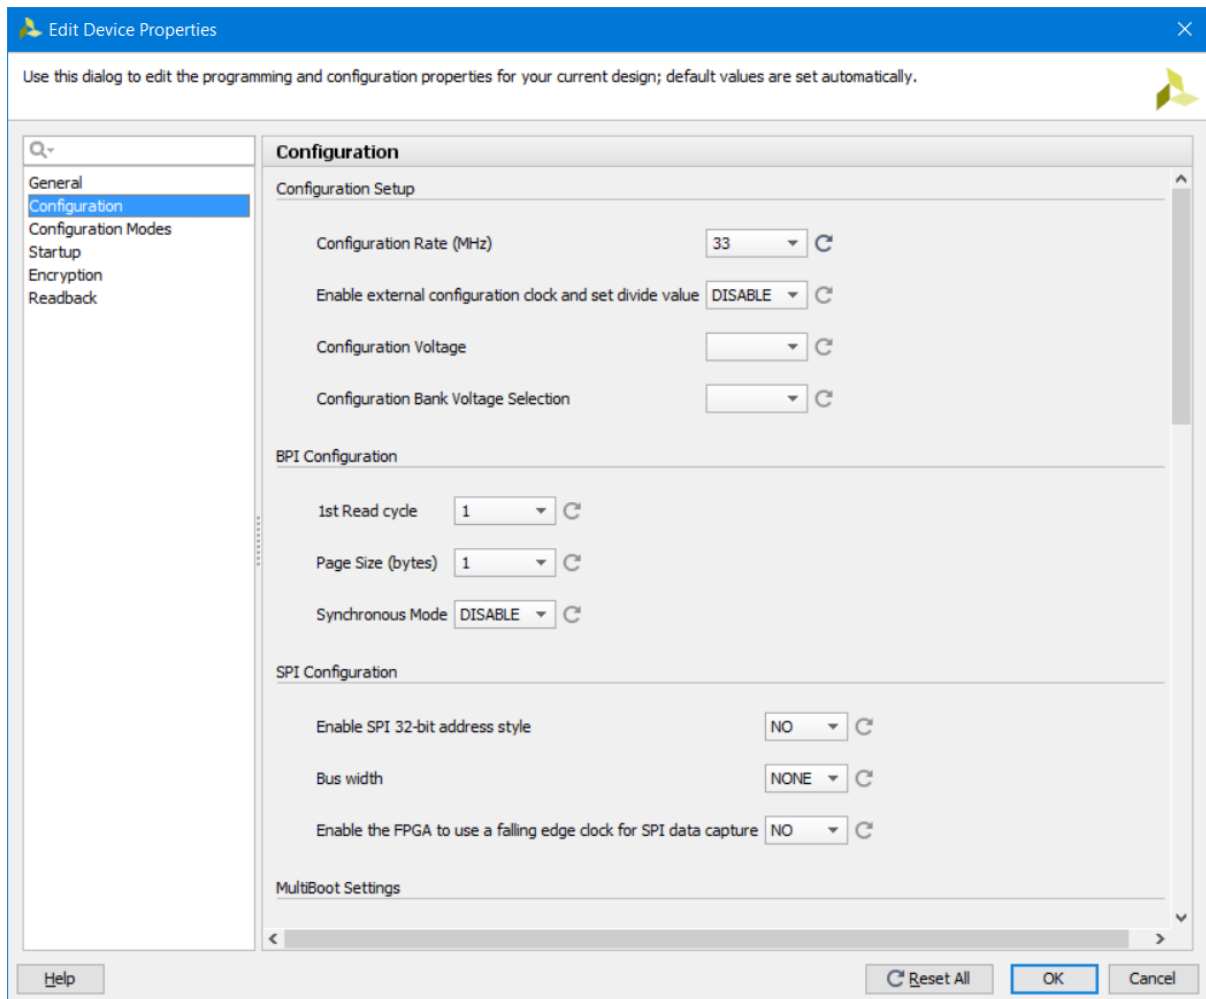 Edit Device Properties
Use this dialog to edit the programming and configuration properties for your current design; default values are set automatically.
General
Configuration
Configuration Modes
Startup
Encryption
Readback
Configuration
Configuration Setup
Configuration Rate (MHz) 33
Enable external configuration clock and set divide value DISABLE
Configuration Voltage
Configuration Bank Voltage Selection
BPI Configuration
1st Read cycle 1
Page Size (bytes) 1
Synchronous Mode DISABLE
SPI Configuration
Enable SPI 32-bit address style NO
Bus width NONE
Enable the FPGA to use a falling edge clock for SPI data capture NO
MultiBoot Settings
Help Reset All OK Cancel